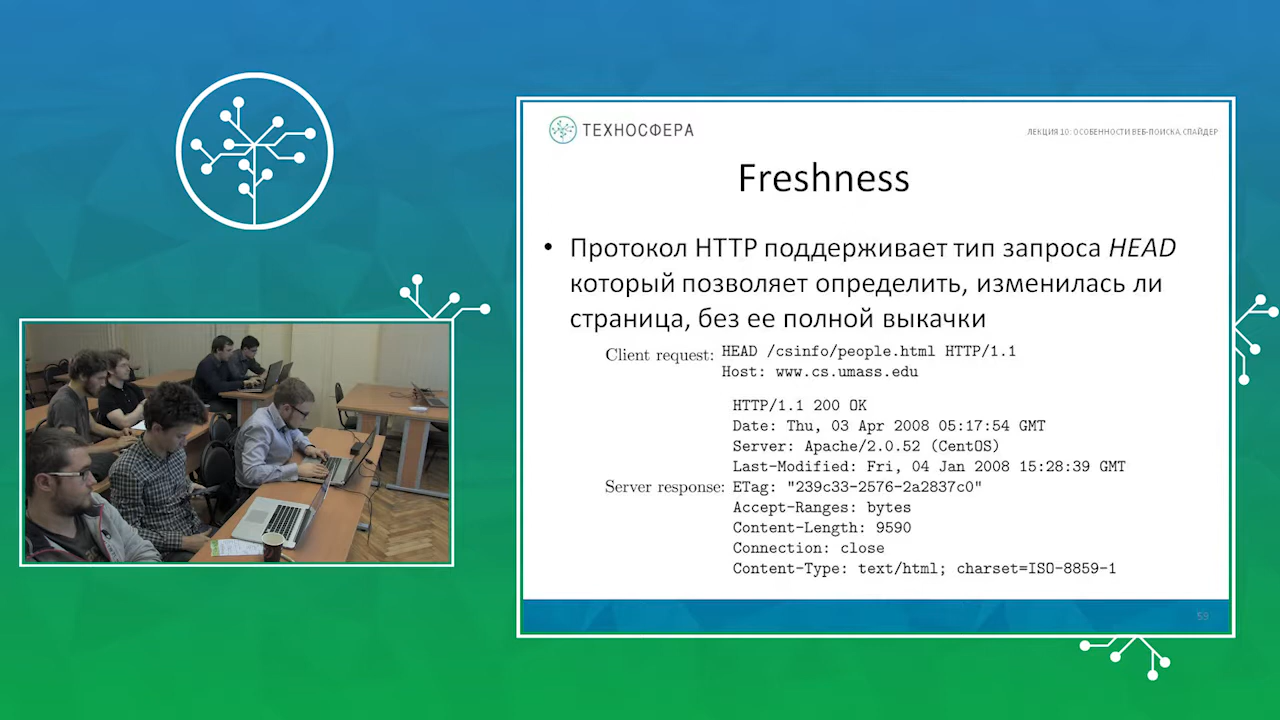 ТЕХНОСФЕРА
ЛЕКЦИЯ 10: ОСОБЕННОСТИ ВЕБ-ПОИСКА. СПАЙДЕР
Freshness
• Протокол HTTP поддерживает тип запроса HEAD
который позволяет определить, изменилась ли
страница, без ее полной выкачки
Client request: HEAD /csinfo/people.html HTTP/1.1
Host: www.cs.umass.edu
HTTP/1.1 200 OK
Date: Thu, 03 Apr 2008 05:17:54 GMT
Server: Apache/2.0.52 (CentOS)
Last-Modified: Fri, 04 Jan 2008 15:28:39 GMT
Server response: ETag: "239c33-2576-2a2837c0"
Accept-Ranges: bytes
Content-Length: 9590
Connection: close
Content-Type: text/html; charset=ISO-8859-1
59